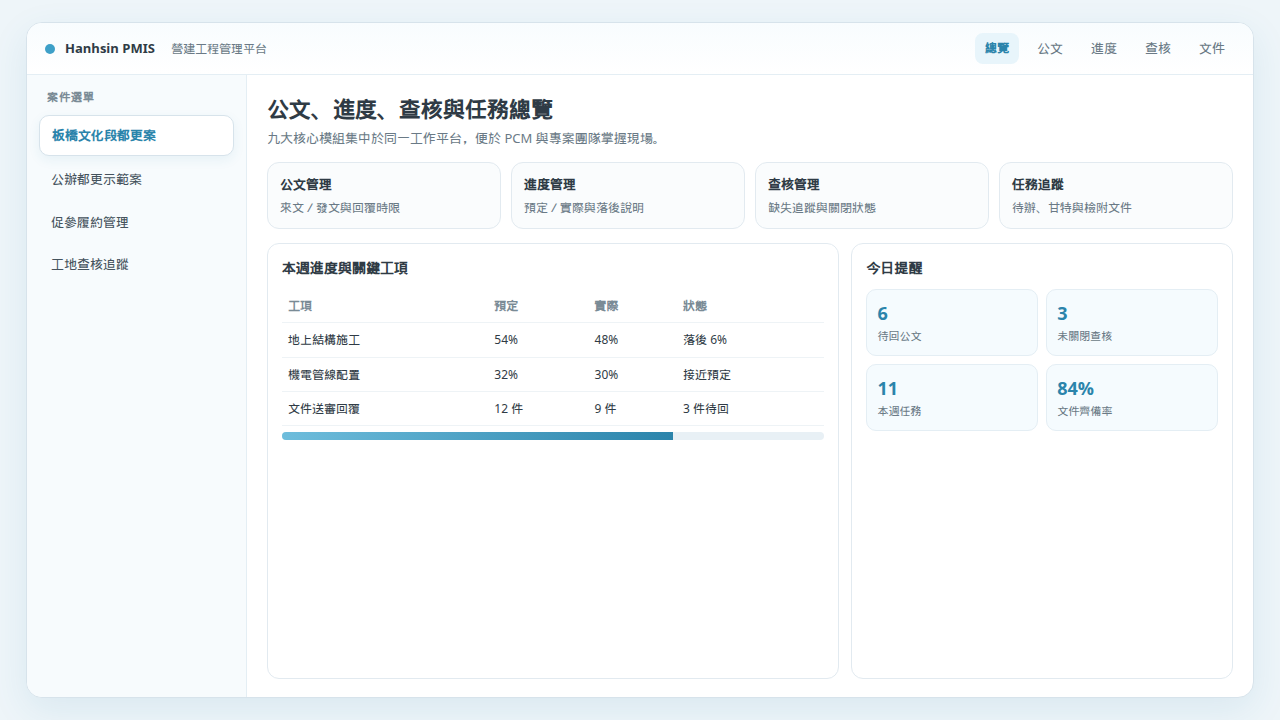 Hanhsin PMIS 營建工程管理平台 總覽 公文 進度 查核 文件
案件選單
板橋文化段都更案
公辦都更示範案
促參履約管理
工地查核追蹤
公文、進度、查核與任務總覽
九大核心模組集中於同一工作平台，便於 PCM 與專案團隊掌握現場。
公文管理
來文 / 發文與回覆時限
進度管理
預定 / 實際與落後說明
查核管理
缺失追蹤與關閉狀態
任務追蹤
待辦、甘特與檢附文件
本週進度與關鍵工項
工項 預定 實際 狀態
地上結構施工 54% 48% 落後 6%
機電管線配置 32% 30% 接近預定
文件送審回覆 12 件 9 件 3 件待回
今日提醒
6
待回公文
3
未關閉查核
11
本週任務
84%
文件齊備率